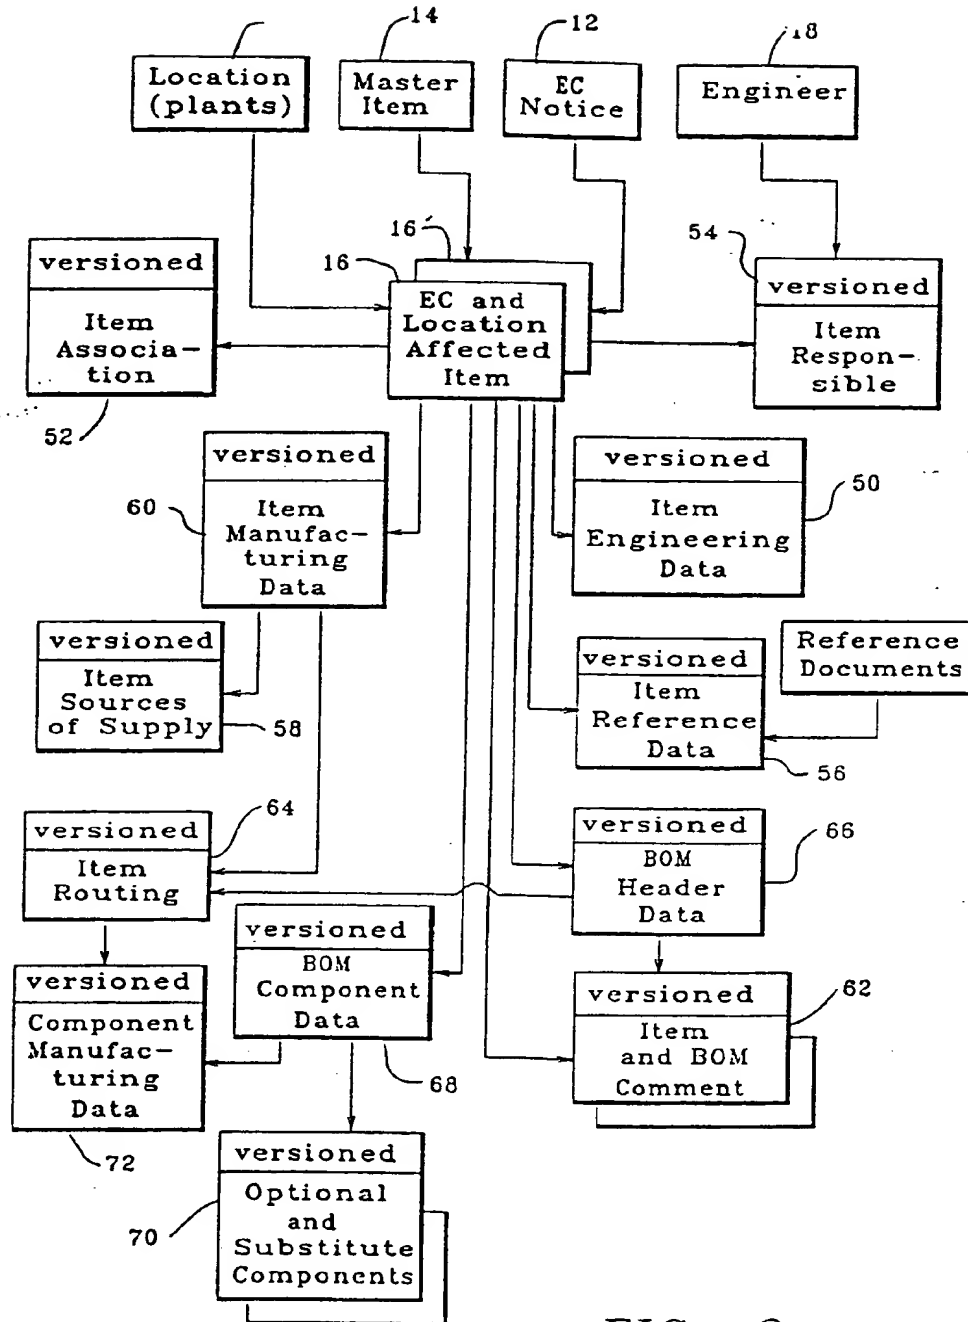 14
12
18
Location
(plants)
Master
Item
EC
Notice
Engineer
16
16
54
versioned
Item
Associa-
tion
52
EC and
Location
Affected
Item
versioned
Item
Respon-
sible
versioned
Item
Manufac-
turing
Data
60
versioned
Item
Engineering
Data
50
versioned
Item
Sources
of Supply
58
versioned
Item
Reference
Data
56
Reference
Documents
64
versioned
Item
Routing
versioned
BOM
Header
Data
66
versioned
BOM
Component
Data
68
versioned
Component
Manufac-
turing
Data
72
versioned
Item
and BOM
Comment
62
versioned
Optional
and
Substitute
Components
70